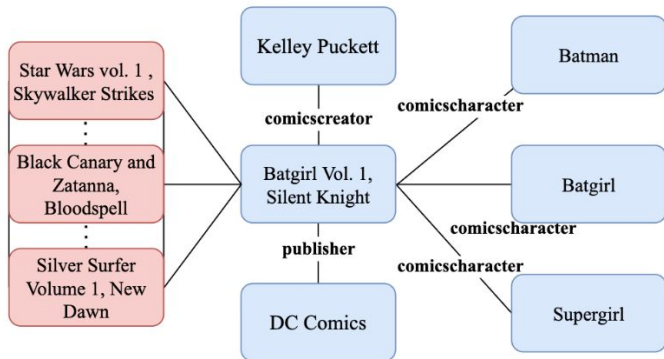 Star Wars vol. 1 ,
Skywalker Strikes
Black Canary and
Zatanna,
Bloodspell
Silver Surfer
Volume 1, New
Dawn
Kelley Puckett
comicscreator
Batgirl Vol. 1,
Silent Knight
publisher
DC Comics
Batman
comicscharacter
Batgirl
comicscharacter
comicscharacter
Supergirl